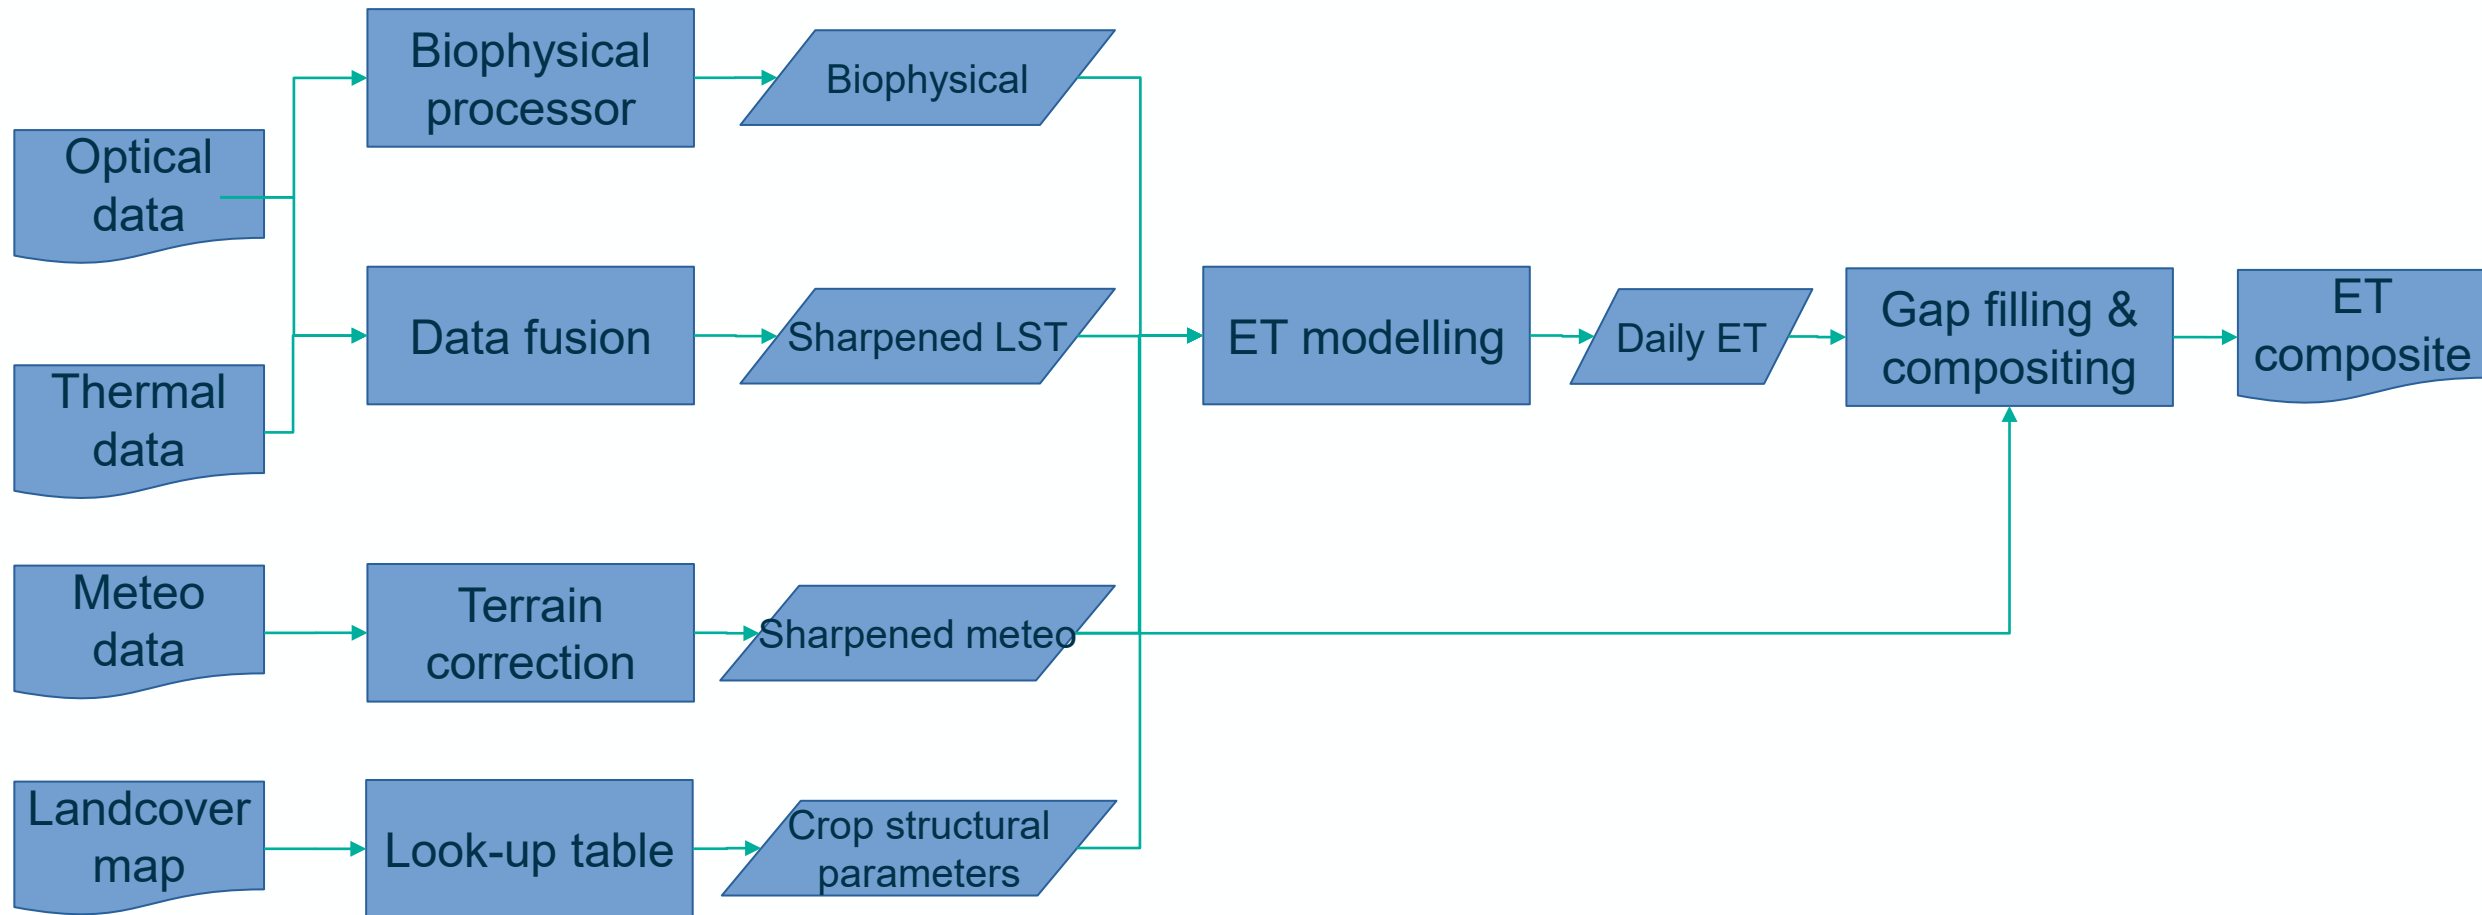 Biophysical
processor
Biophysical
Optical
data
Data fusion
Sharpened LST
ET modelling
Daily ET
Gap filling &
compositing
ET
composite
Thermal
data
Meteo
data
Terrain
correction
Sharpened meteo
Landcover
map
Look-up table
Crop structural
parameters